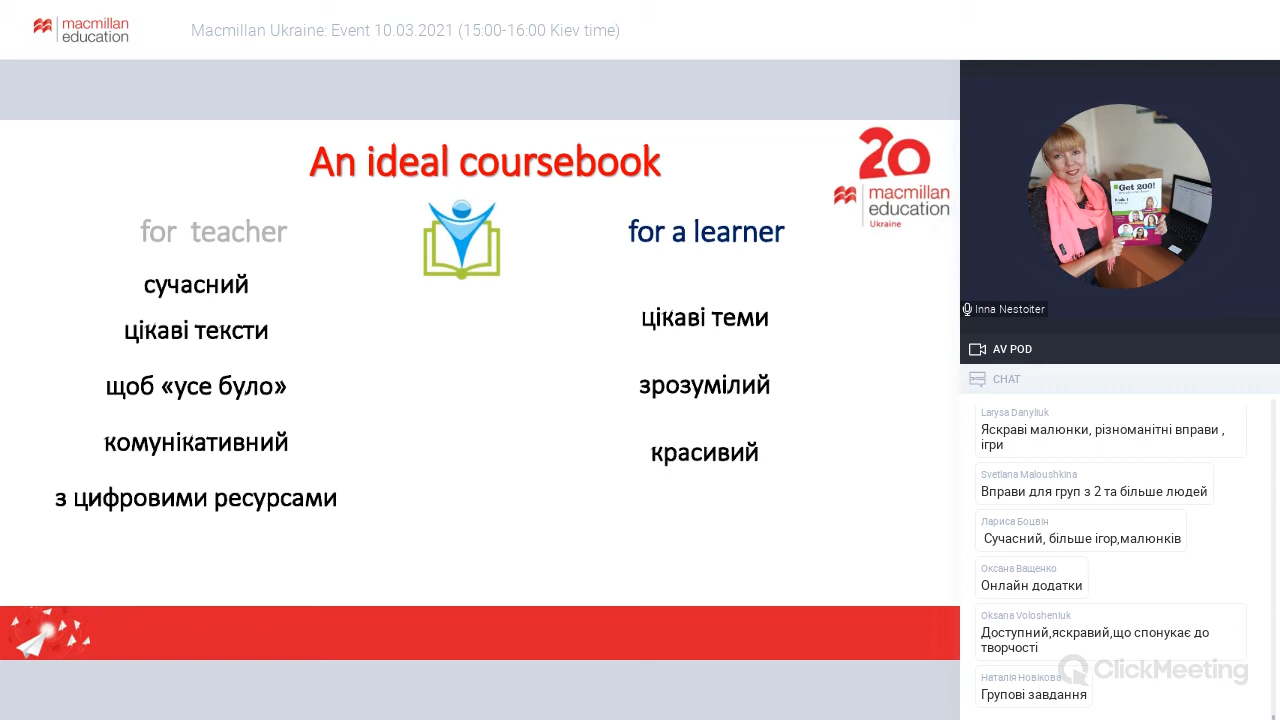 macmillan
education
Macmillan Ukraine: Event 10.03.2021 (15:00-16:00 Kiev time)
An ideal coursebook
20
macmillan
education
Ukraine
for teacher
сучасний
цікаві тексти
щоб «усе було»
комунікативний
з цифровими ресурсами
for a learner
цікаві теми
зрозумілий
красивий
Get 200!
Inna Nestoiter
AV POD
CHAT
Larysa Danyliuk
Яскраві малюнки, різноманітні вправи ,
ігри
Svetlana Maloushkina
Вправи для груп з 2 та більше людей
Лариса Боцвін
Сучасний, більше ігор,малюнків
Оксана Ващенко
Онлайн додатки
Oksana Volosheniuk
Доступний,яскравий,що спонукає до
творчості
Наталія Новікова
Групові завдання
ClickMeeting